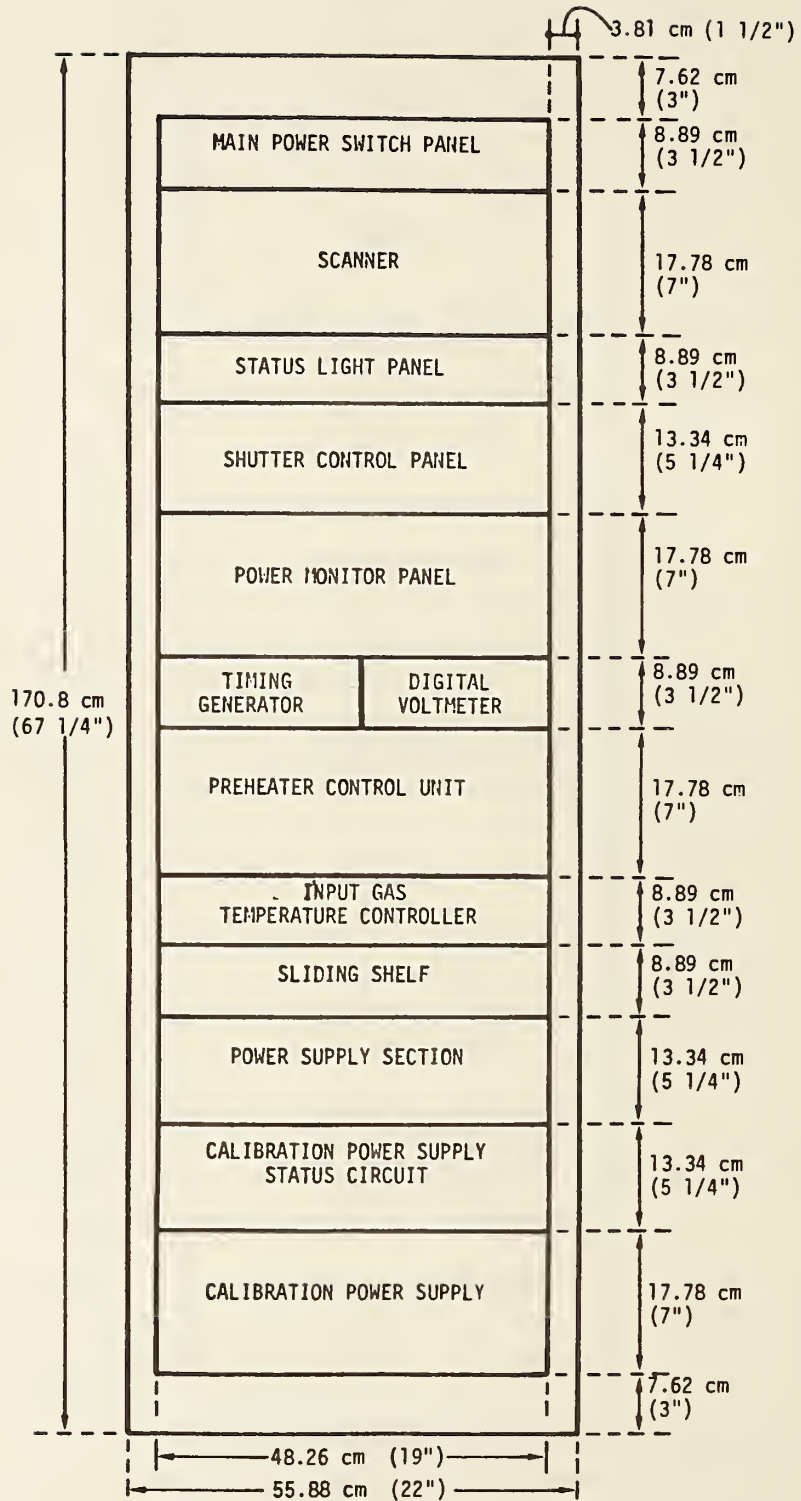 3.81 cm (1 1/2")
7.62 cm
(3")
MAIN POWER SWITCH PANEL
8.89 cm
(3 1/2")
SCANNER
17.78 cm
(7")
STATUS LIGHT PANEL
8.89 cm
(3 1/2")
SHUTTER CONTROL PANEL
13.34 cm
(5 1/4")
POWER MONITOR PANEL
17.78 cm
(7")
170.8 cm
(67 1/4")
TIMING
GENERATOR
DIGITAL
VOLTMETER
8.89 cm
(3 1/2")
PREHEATER CONTROL UNIT
17.78 cm
(7")
INPUT GAS
TEMPERATURE CONTROLLER
8.89 cm
(3 1/2")
SLIDING SHELF
8.89 cm
(3 1/2")
POWER SUPPLY SECTION
13.34 cm
(5 1/4")
CALIBRATION POWER SUPPLY
STATUS CIRCUIT
13.34 cm
(5 1/4")
CALIBRATION POWER SUPPLY
17.78 cm
(7")
7.62 cm
(3")
48.26 cm (19")
55.88 cm (22")